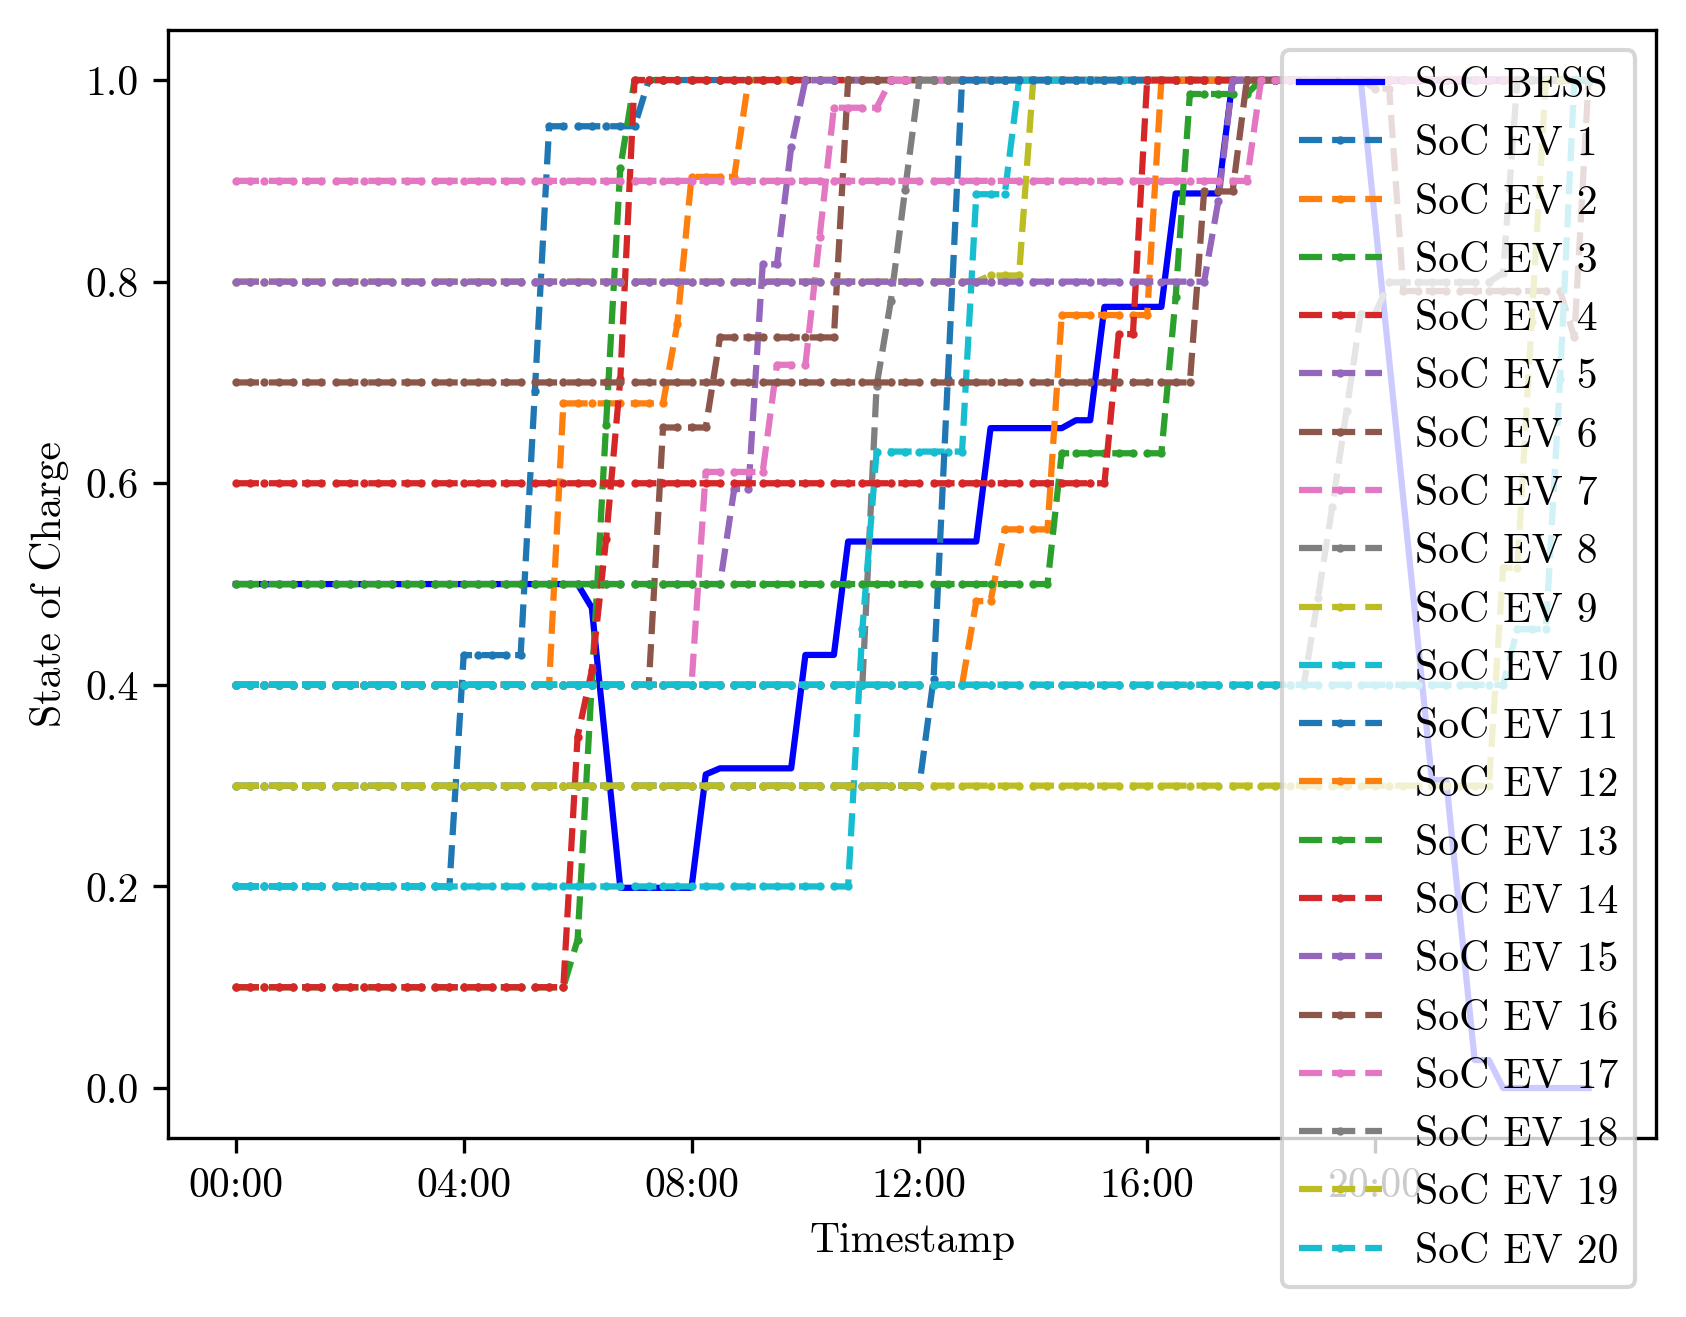 1.0
0.8
0.6
0.4
0.2
0.0
State of Charge
00:00
04:00
08:00
12:00
16:00
20:00
Timestamp
SoC BESS
SoC EV 1
SoC EV 2
SoC EV 3
SoC EV 4
SoC EV 5
SoC EV 6
SoC EV 7
SoC EV 8
SoC EV 9
SoC EV 10
SoC EV 11
SoC EV 12
SoC EV 13
SoC EV 14
SoC EV 15
SoC EV 16
SoC EV 17
SoC EV 18
SoC EV 19
SoC EV 20